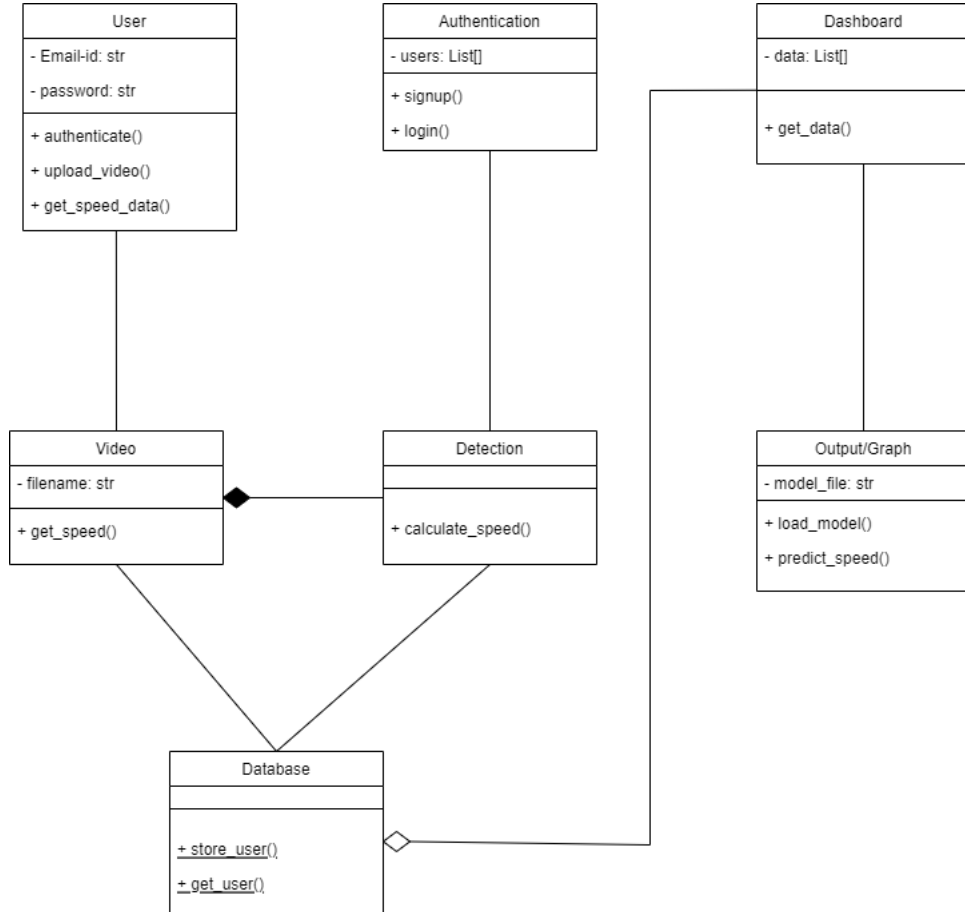 User
- Email-id: str
- password: str
+ authenticate()
+ upload_video()
+ get_speed_data()
Authentication
- users: List[]
+ signup()
+ login()
Dashboard
- data: List[]
+ get_data()
Video
- filename: str
+ get_speed()
Detection
+ calculate_speed()
Output/Graph
- model_file: str
+ load_model()
+ predict_speed()
Database
+ store_user()
+ get_user()